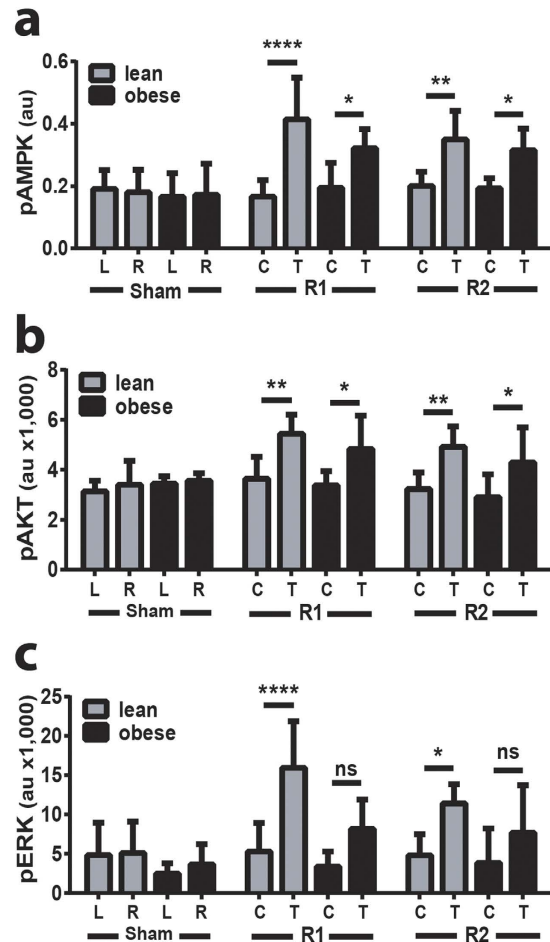 a
**** * ** *
pAMPK (au)
lean
obese
0.6
0.4
0.2
0.0
L R L R C T C T C T C T
Sham R1 R2
b
** * ** *
pAKT (au x1,000)
lean
obese
8
6
4
2
0
L R L R C T C T C T C T
Sham R1 R2
c
**** ns * ns
pERK (au x1,000)
lean
obese
25
20
15
10
5
0
L R L R C T C T C T C T
Sham R1 R2